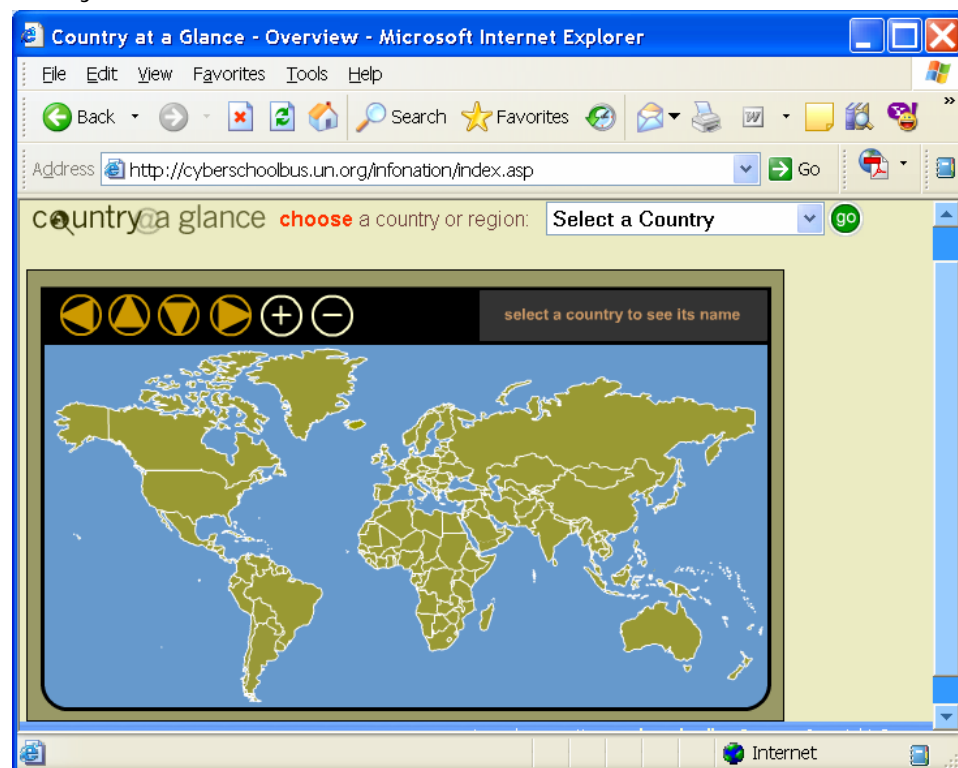 Country at a Glance - Overview - Microsoft Internet Explorer
File Edit View Favorites Tools Help
Back Search Favorites W »
Address http://cyberschoolbus.un.org/infonation/index.asp Go
country@a glance choose a country or region: Select a Country go
select a country to see its name
Internet